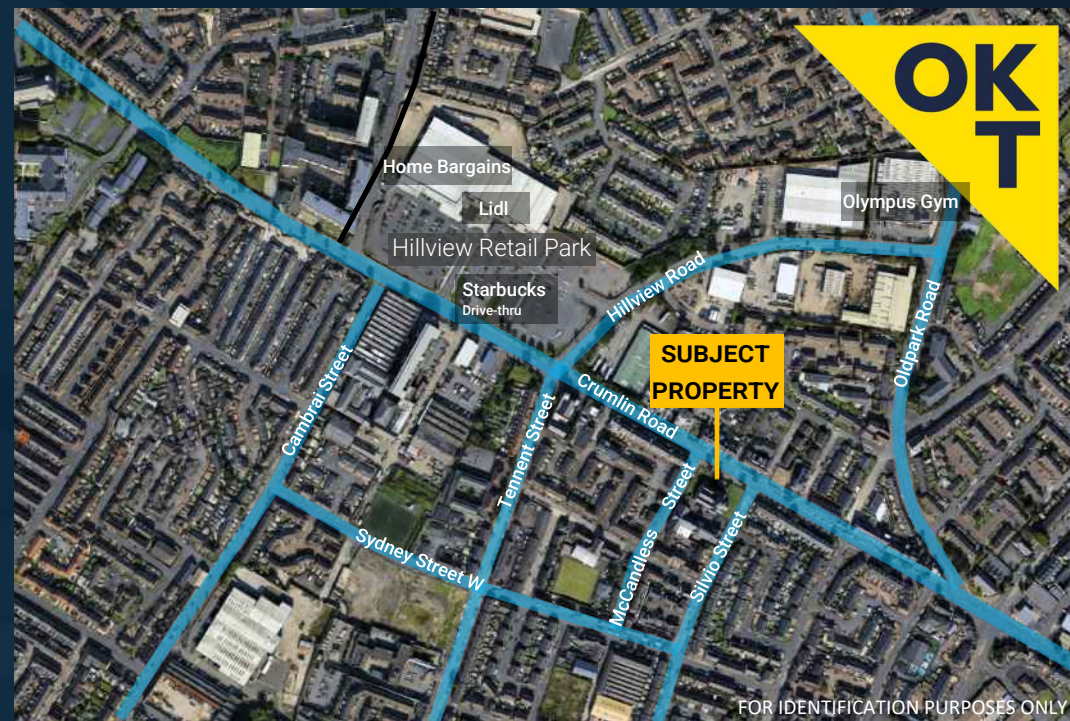 OK
T
Home Bargains
Lidl
Olympus Gym
Hillview Retail Park
Starbucks
Drive-thru
Hillview Road
SUBJECT
PROPERTY
Oldpark Road
Crumlin Road
Cambrai Street
Tennent Street
McCandless Street
Silvio Street
Sydney Street W
FOR IDENTIFICATION PURPOSES ONLY